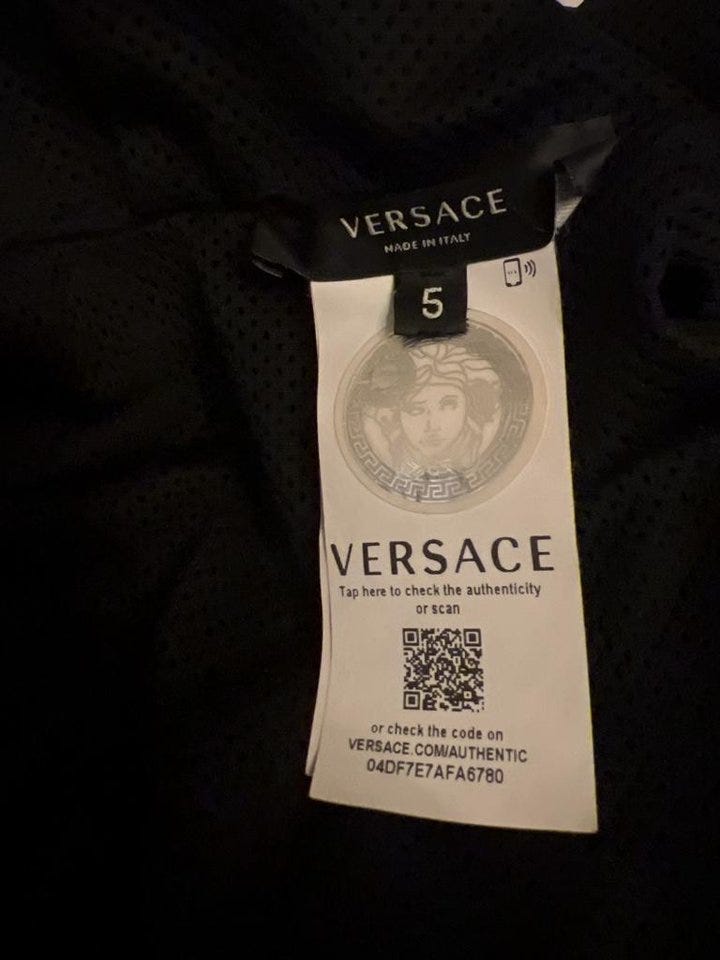 VERSACE
MADE IN ITALY
5
VERSACE
Tap here to check the authenticity
or scan
or check the code on
VERSACE.COM/AUTHENTIC
04DF7E7AFA6780